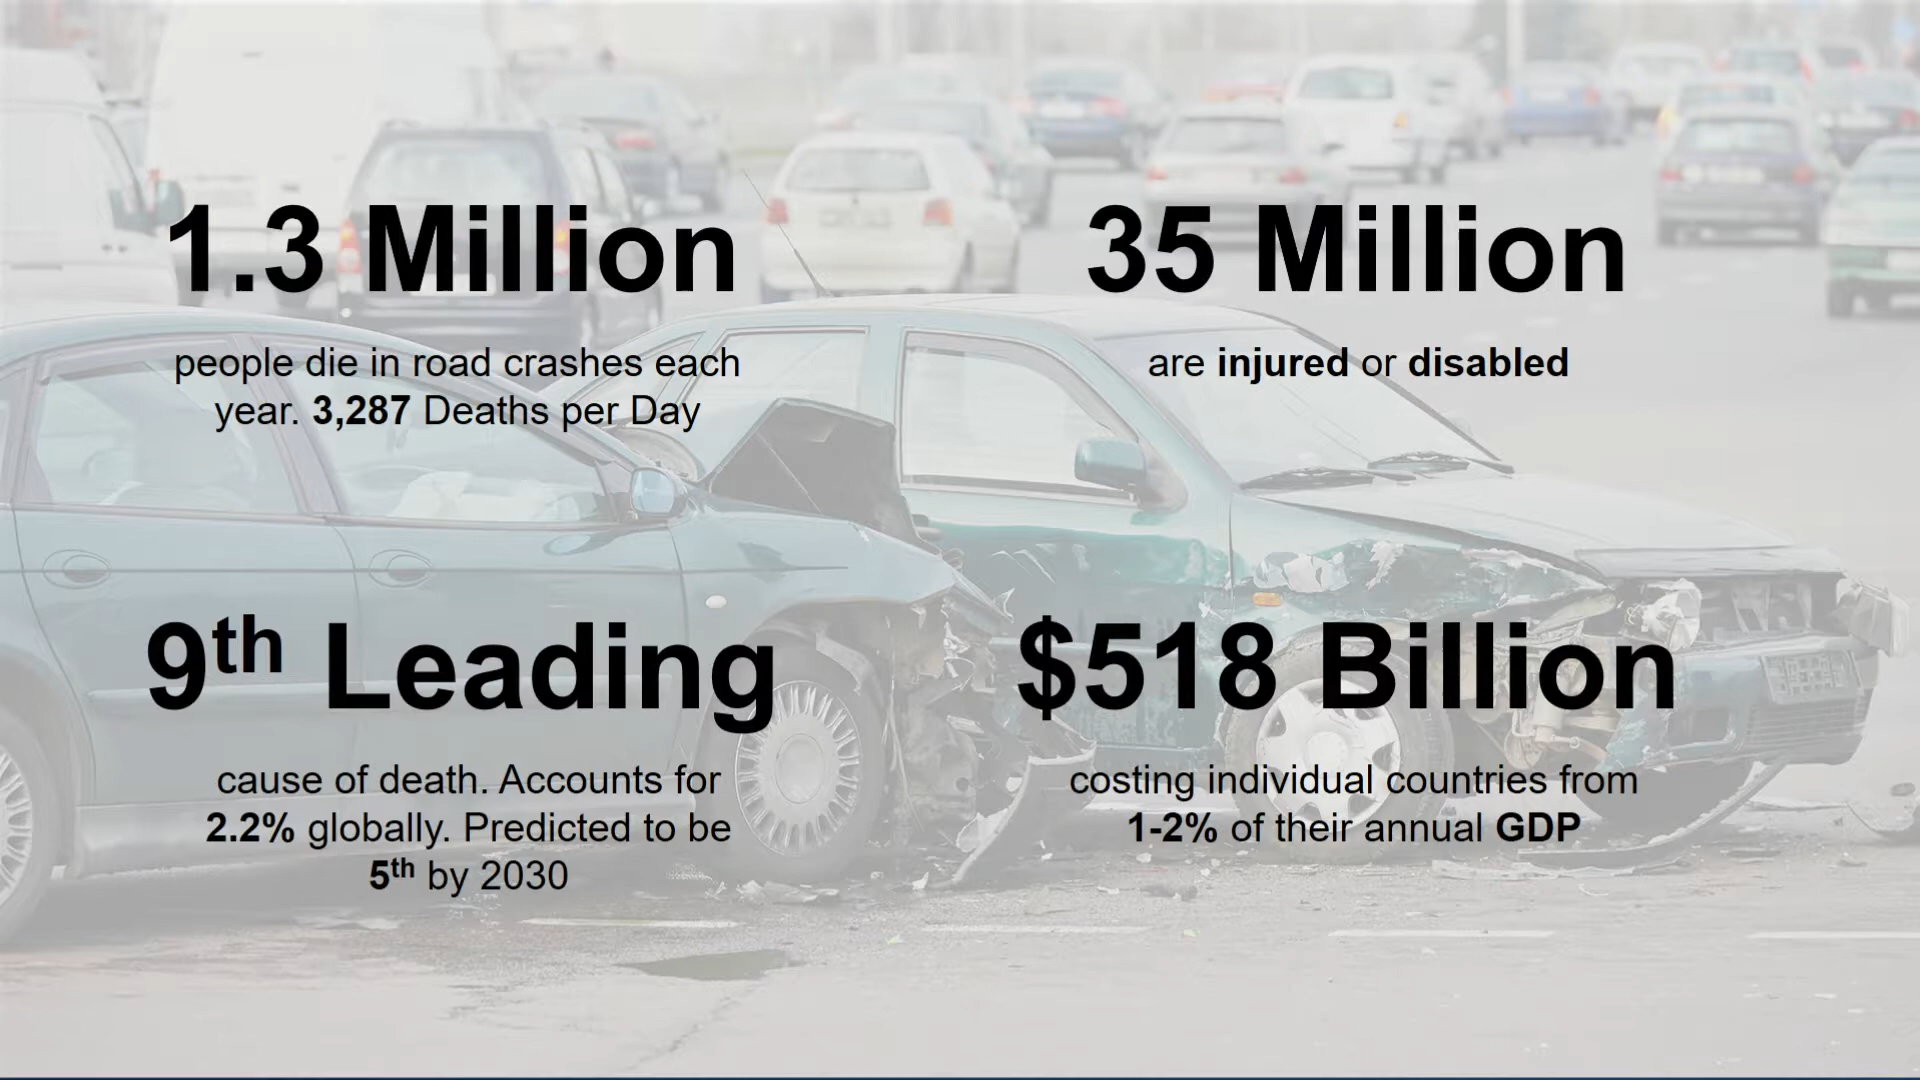 1.3 Million
people die in road crashes each
year. 3,287 Deaths per Day
35 Million
are injured or disabled
9th Leading
cause of death. Accounts for
2.2% globally. Predicted to be
5th by 2030
$518 Billion
costing individual countries from
1-2% of their annual GDP